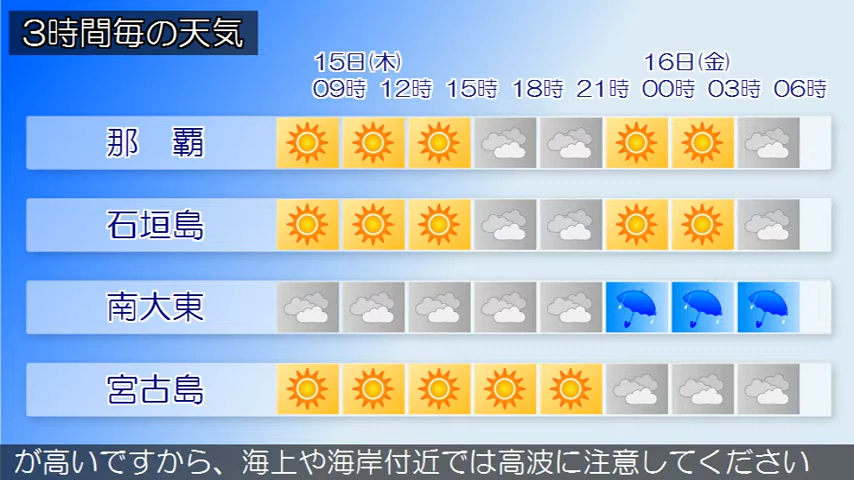 3時間毎の天気
15日(木) 16日(金)
09時 12時 15時 18時 21時 00時 03時 06時
那 覇
石垣島
南大東
宮古島
が高いですから、海上や海岸付近では高波に注意してください